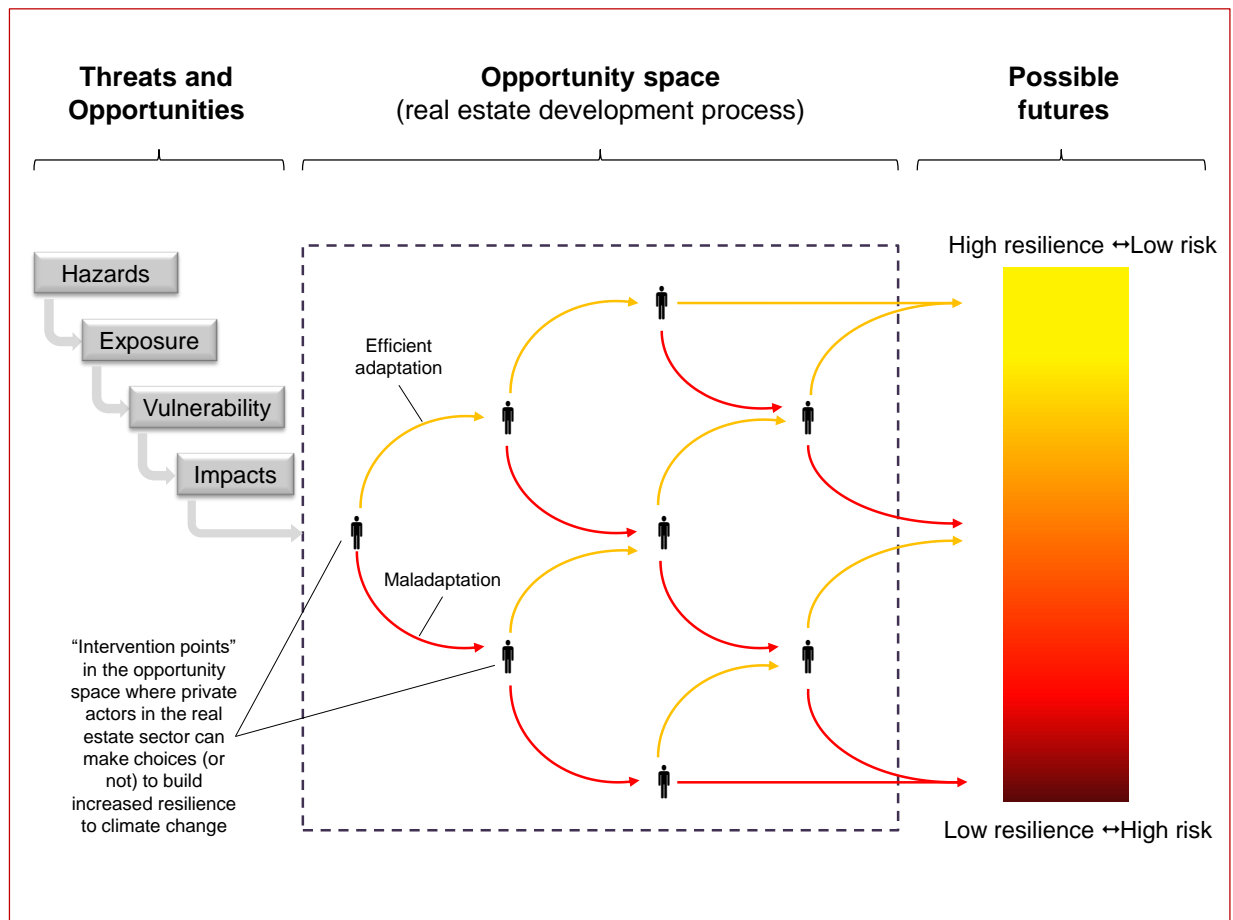 Threats and
Opportunities
Opportunity space
(real estate development process)
Possible
futures
Hazards
Exposure
Vulnerability
Impacts
Efficient
adaptation
Maladaptation
“Intervention points”
in the opportunity
space where private
actors in the real
estate sector can
make choices (or
not) to build
increased resilience
to climate change
High resilience ↔Low risk
Low resilience ↔High risk